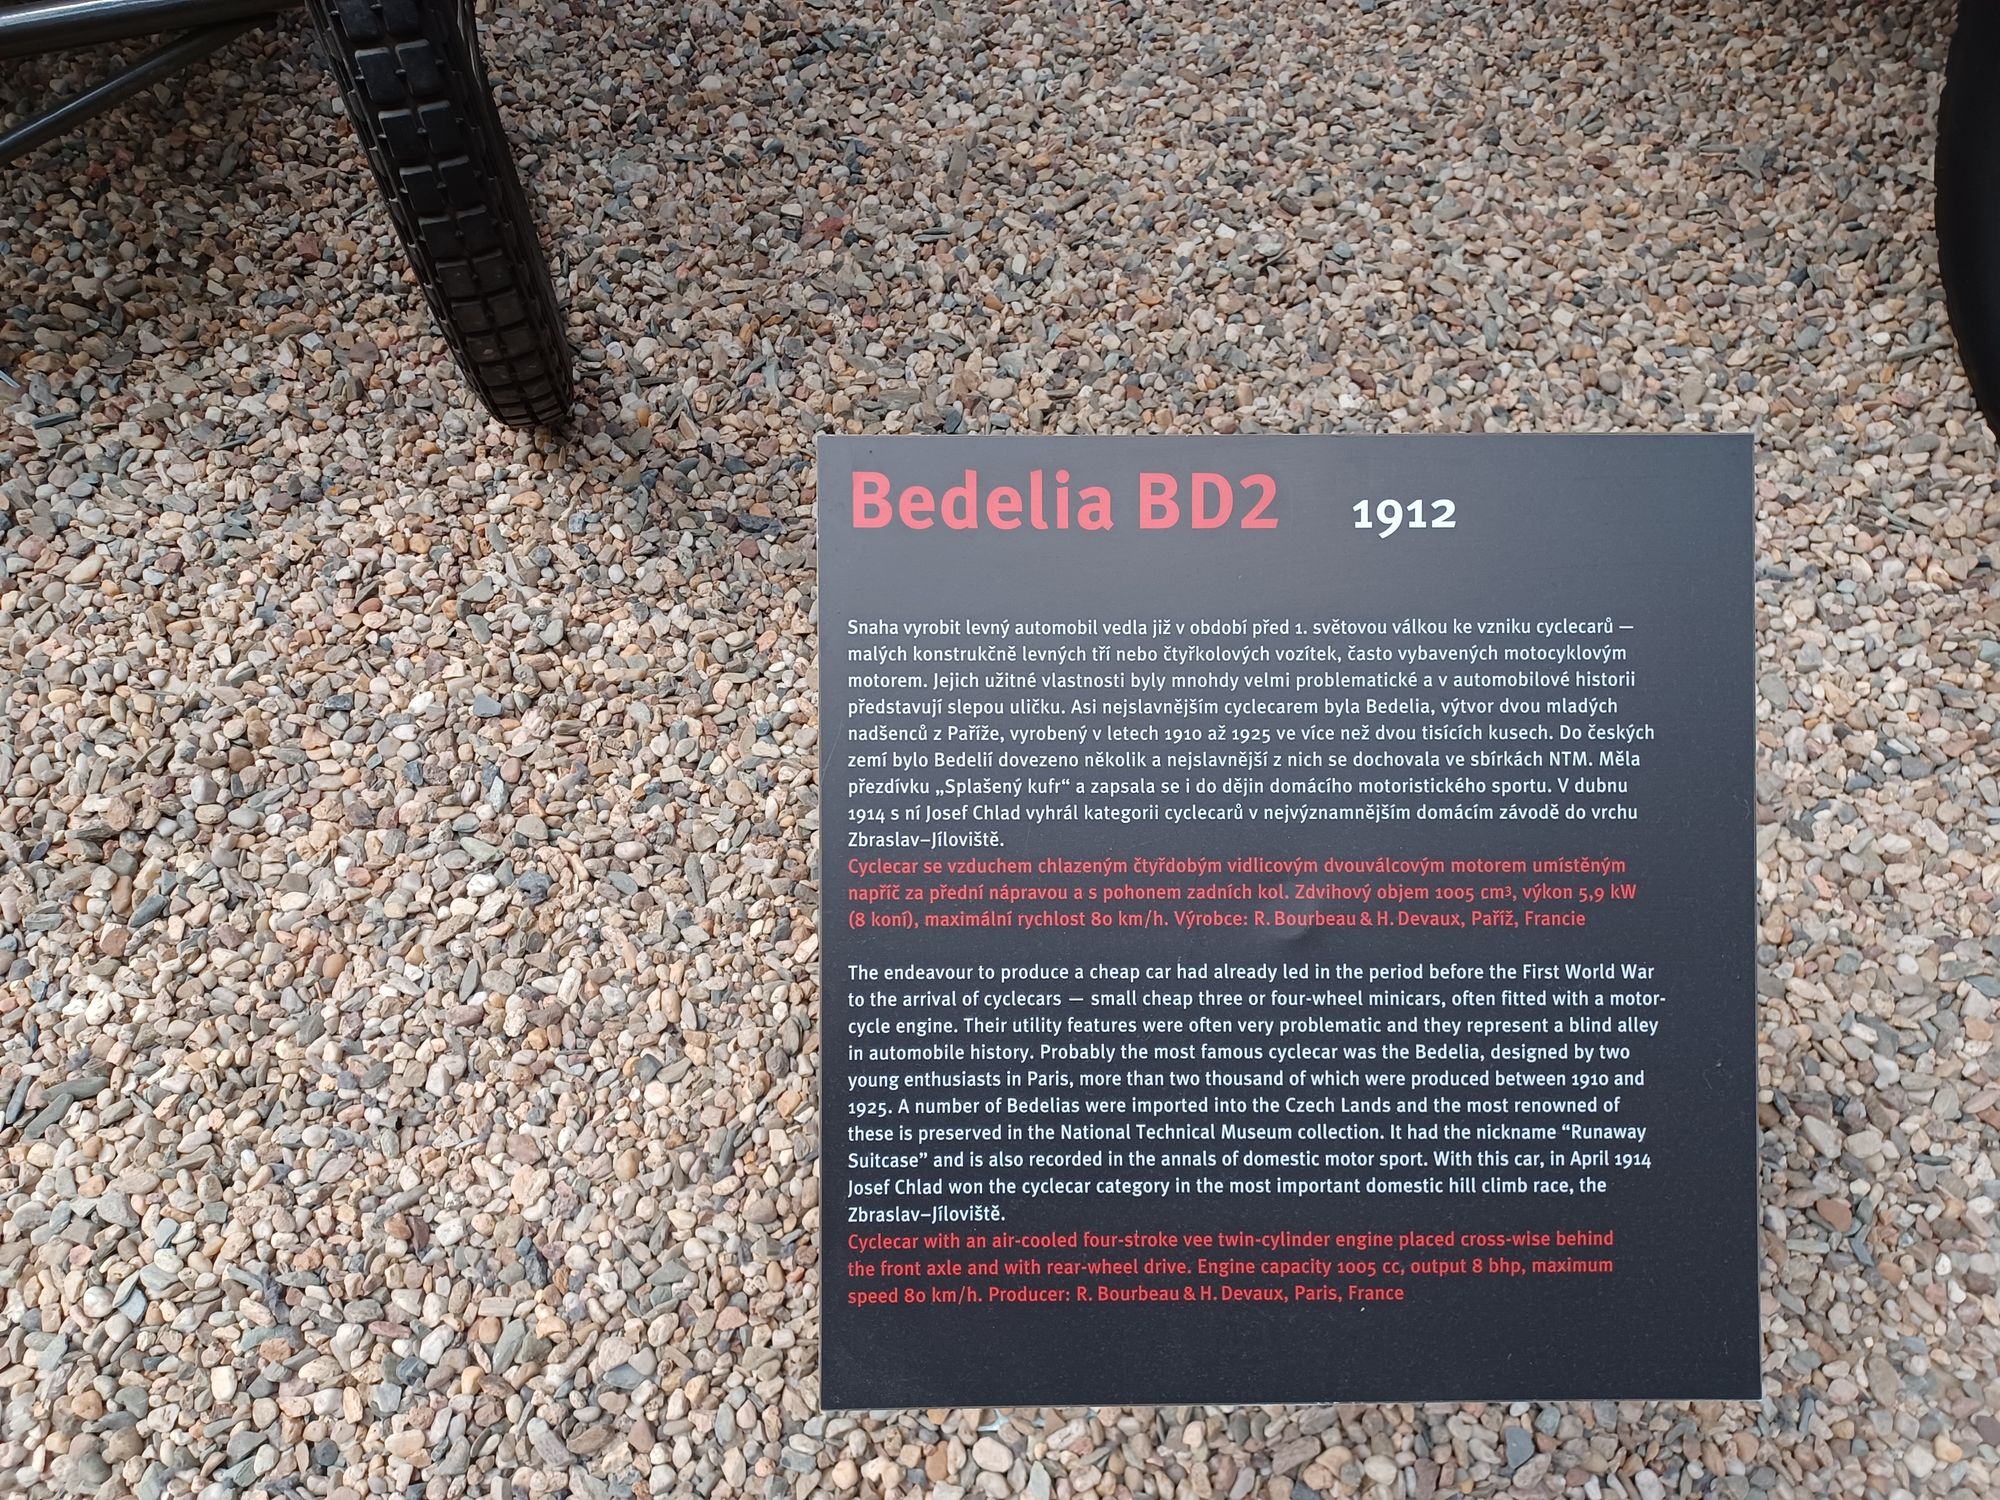 Bedelia BD2 1912
Snaha vyrobit levný automobil vedla již v období před 1. světovou válkou ke vzniku cyclecarů —
malých konstrukčně levných tří nebo čtyřkolových vozítek, často vybavených motocyklovým
motorem. Jejich užitné vlastnosti byly mnohdy velmi problematické a v automobilové historii
představují slepou uličku. Asi nejslavnějším cyclecarem byla Bedelia, výtvor dvou mladých
nadšenců z Paříže, vyrobený v letech 1910 až 1925 ve více než dvou tisících kusech. Do českých
zemí bylo Bedelií dovezeno několik a nejslavnější z nich se dochovala ve sbírkách NTM. Měla
přezdívku „Splašený kufr“ a zapsala se i do dějin domácího motoristického sportu. V dubnu
1914 s ní Josef Chlad vyhrál kategorii cyclecarů v nejvýznamnějším domácím závodě do vrchu
Zbraslav–Jíloviště.
Cyclecar se vzduchem chlazeným čtyřdobým vidlicovým dvouválcovým motorem umístěným
napříč za přední nápravou a s pohonem zadních kol. Zdvihový objem 1005 cm³, výkon 5,9 kW
(8 koní), maximální rychlost 80 km/h. Výrobce: R. Bourbeau & H. Devaux, Paříž, Francie
The endeavour to produce a cheap car had already led in the period before the First World War
to the arrival of cyclecars — small cheap three or four-wheel minicars, often fitted with a motor-
cycle engine. Their utility features were often very problematic and they represent a blind alley
in automobile history. Probably the most famous cyclecar was the Bedelia, designed by two
young enthusiasts in Paris, more than two thousand of which were produced between 1910 and
1925. A number of Bedelias were imported into the Czech Lands and the most renowned of
these is preserved in the National Technical Museum collection. It had the nickname “Runaway
Suitcase” and is also recorded in the annals of domestic motor sport. With this car, in April 1914
Josef Chlad won the cyclecar category in the most important domestic hill climb race, the
Zbraslav–Jíloviště.
Cyclecar with an air-cooled four-stroke vee twin-cylinder engine placed cross-wise behind
the front axle and with rear-wheel drive. Engine capacity 1005 cc, output 8 bhp, maximum
speed 80 km/h. Producer: R. Bourbeau & H. Devaux, Paris, France